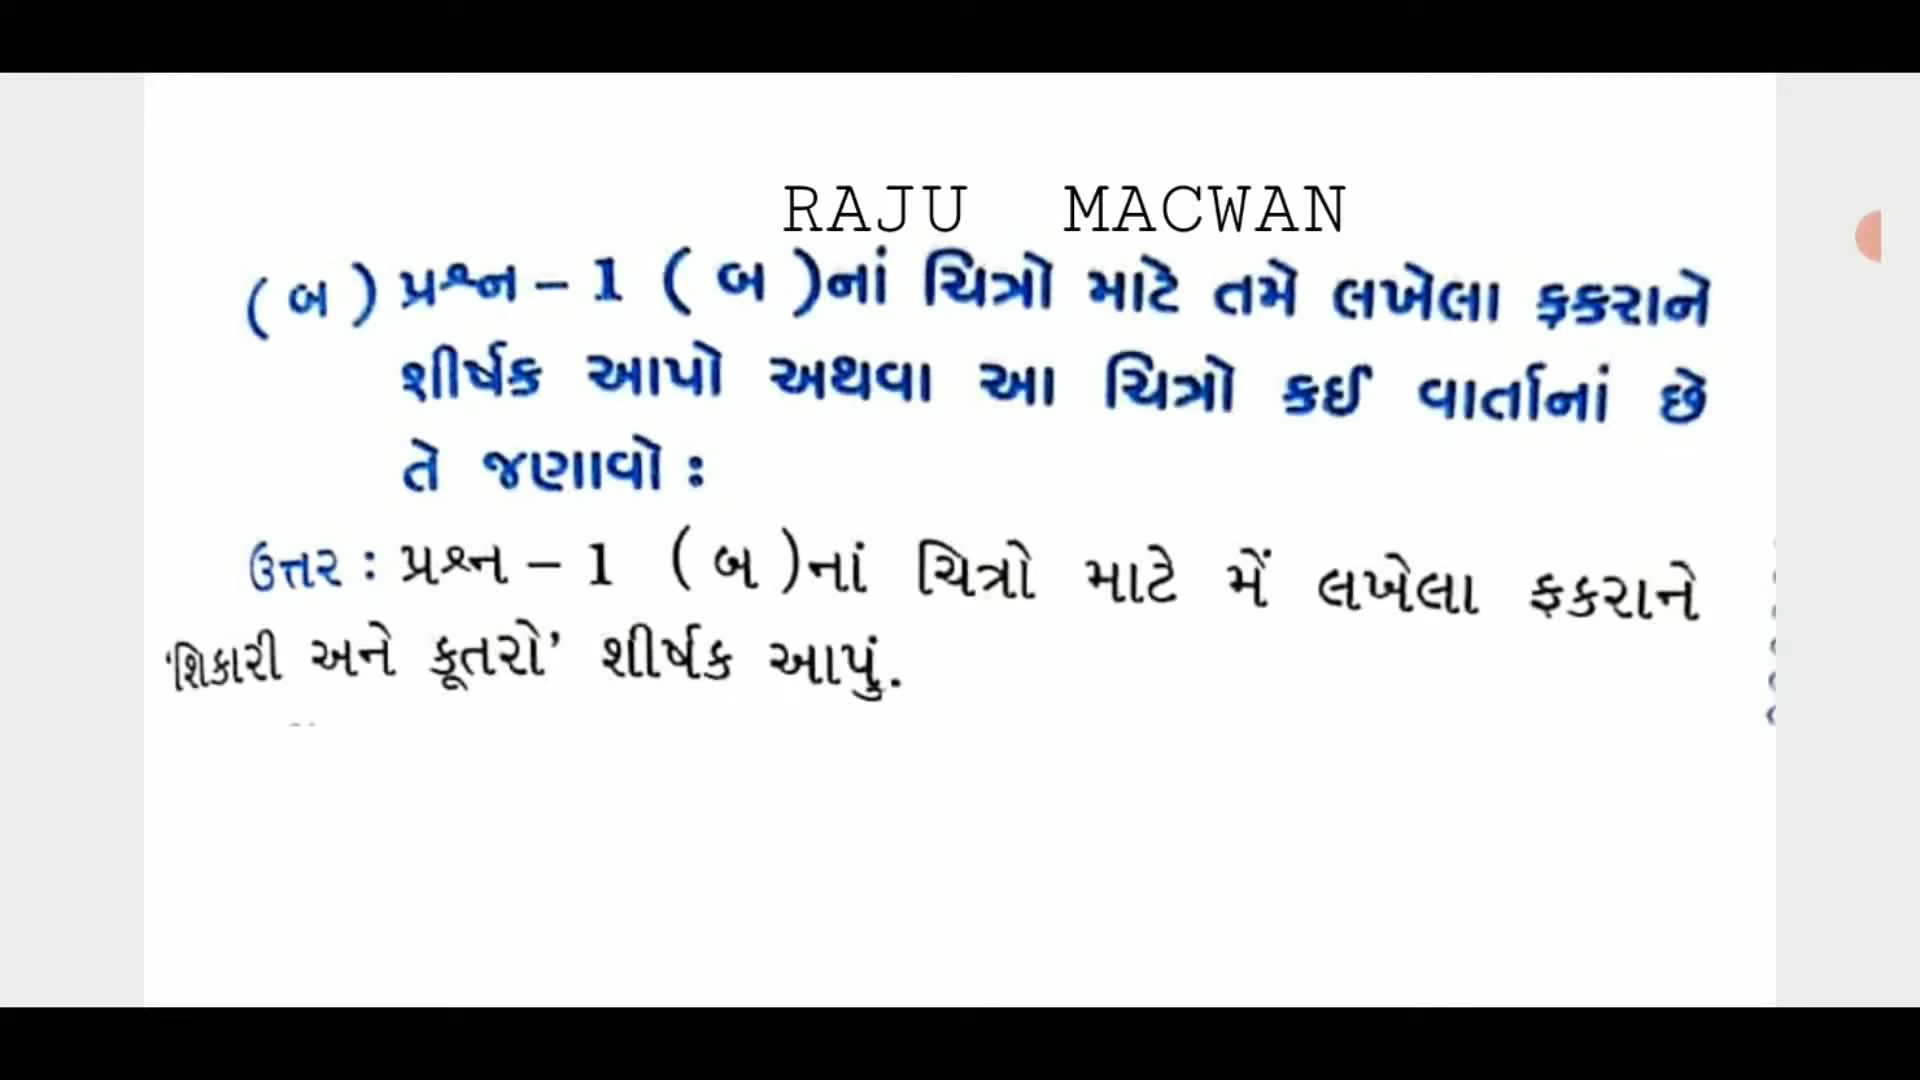 RAJU MACWAN
(બ) પ્રશ્ન – 1 (બ)નાં ચિત્રો માટે તમે લખેલા ફકરાને
શીર્ષક આપો અથવા આ ચિત્રો કઈ વાર્તાનાં છે
તે જણાવો :
ઉત્તર : પ્રશ્ન – 1 (બ)નાં ચિત્રો માટે મેં લખેલા ફકરાને
‘શિકારી અને કૂતરો’ શીર્ષક આપું.